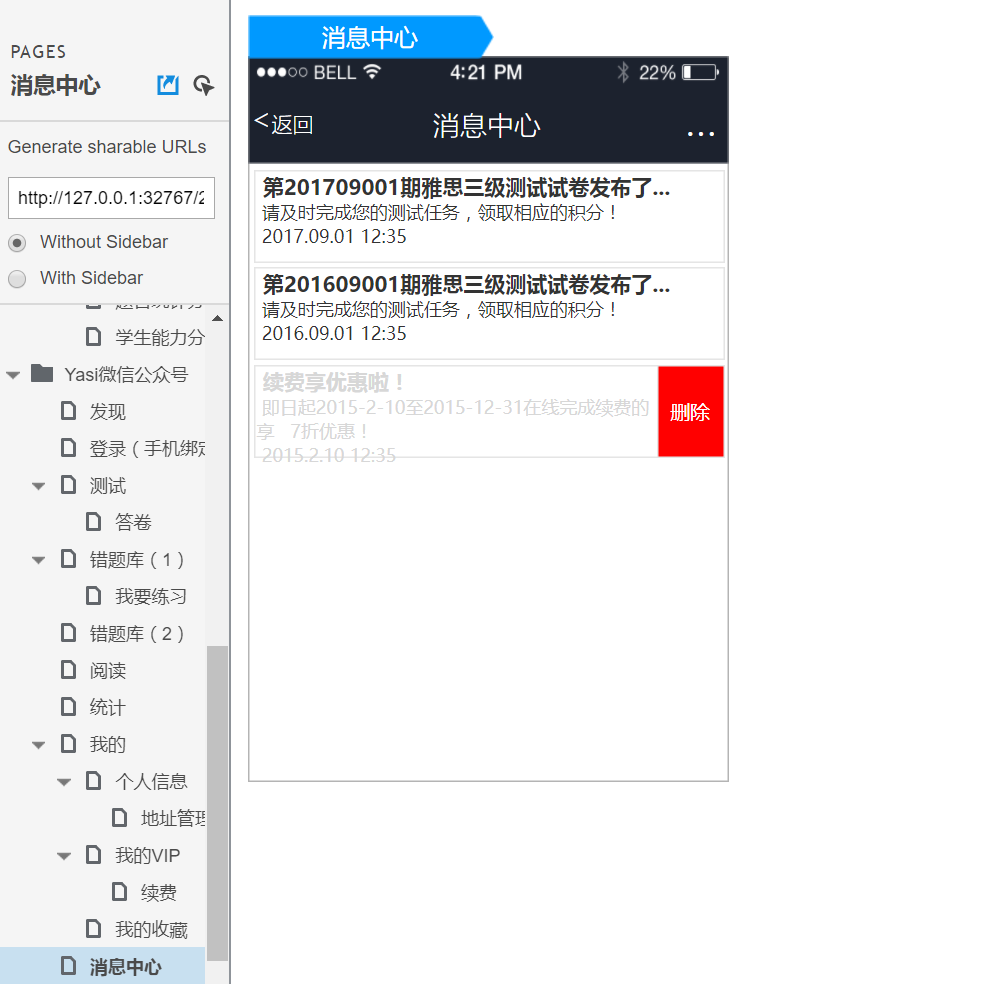 PAGES
消息中心
Generate sharable URLs
http://127.0.0.1:32767/2
Without Sidebar
With Sidebar
学生能力分
Yasi微信公众号
发现
登录（手机绑定
测试
答卷
错题库（1）
我要练习
错题库（2）
阅读
统计
我的
个人信息
地址管理
我的VIP
续费
我的收藏
消息中心
消息中心
BELL 4:21 PM 22%
<返回 消息中心 ...
第201709001期雅思三级测试试卷发布了...
请及时完成您的测试任务，领取相应的积分！
2017.09.01 12:35
第201609001期雅思三级测试试卷发布了...
请及时完成您的测试任务，领取相应的积分！
2016.09.01 12:35
续费享优惠啦！
即日起2015-2-10至2015-12-31在线完成续费的
享 7折优惠！
2015.2.10 12:35
删除